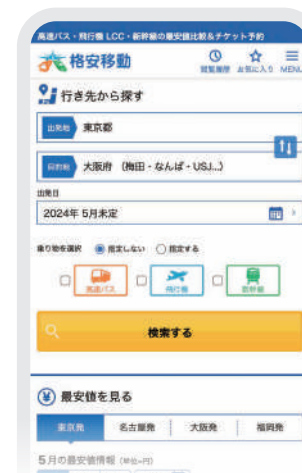 高速バス・飛行機 LCC・新幹線の最安値比較&チケット予約
格安移動
閲覧履歴 お気に入り MENU
行き先から探す
出発地 東京都
目的地 大阪府 (梅田・なんば・USJ...)
出発日
2024年 5月未定
乗り物を選択 指定しない 指定する
高速バス 飛行機 新幹線
検索する
最安値を見る
東京発 名古屋発 大阪発 福岡発
5月の最安値情報 (単位=円)